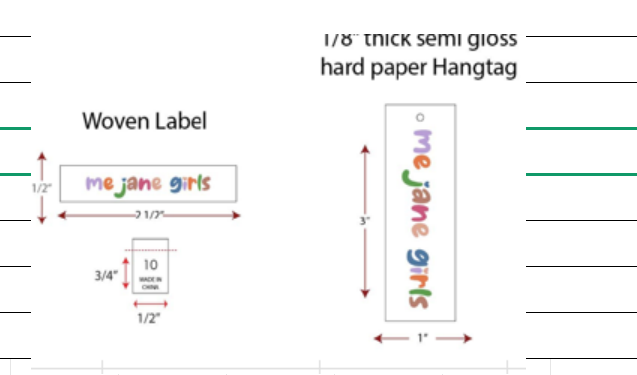 1/8" thick semi gloss
hard paper Hangtag
Woven Label
1/2"
me jane girls
2 1/2"
3/4"
10
MADE IN
CHINA
1/2"
me jane girls
3"
1"